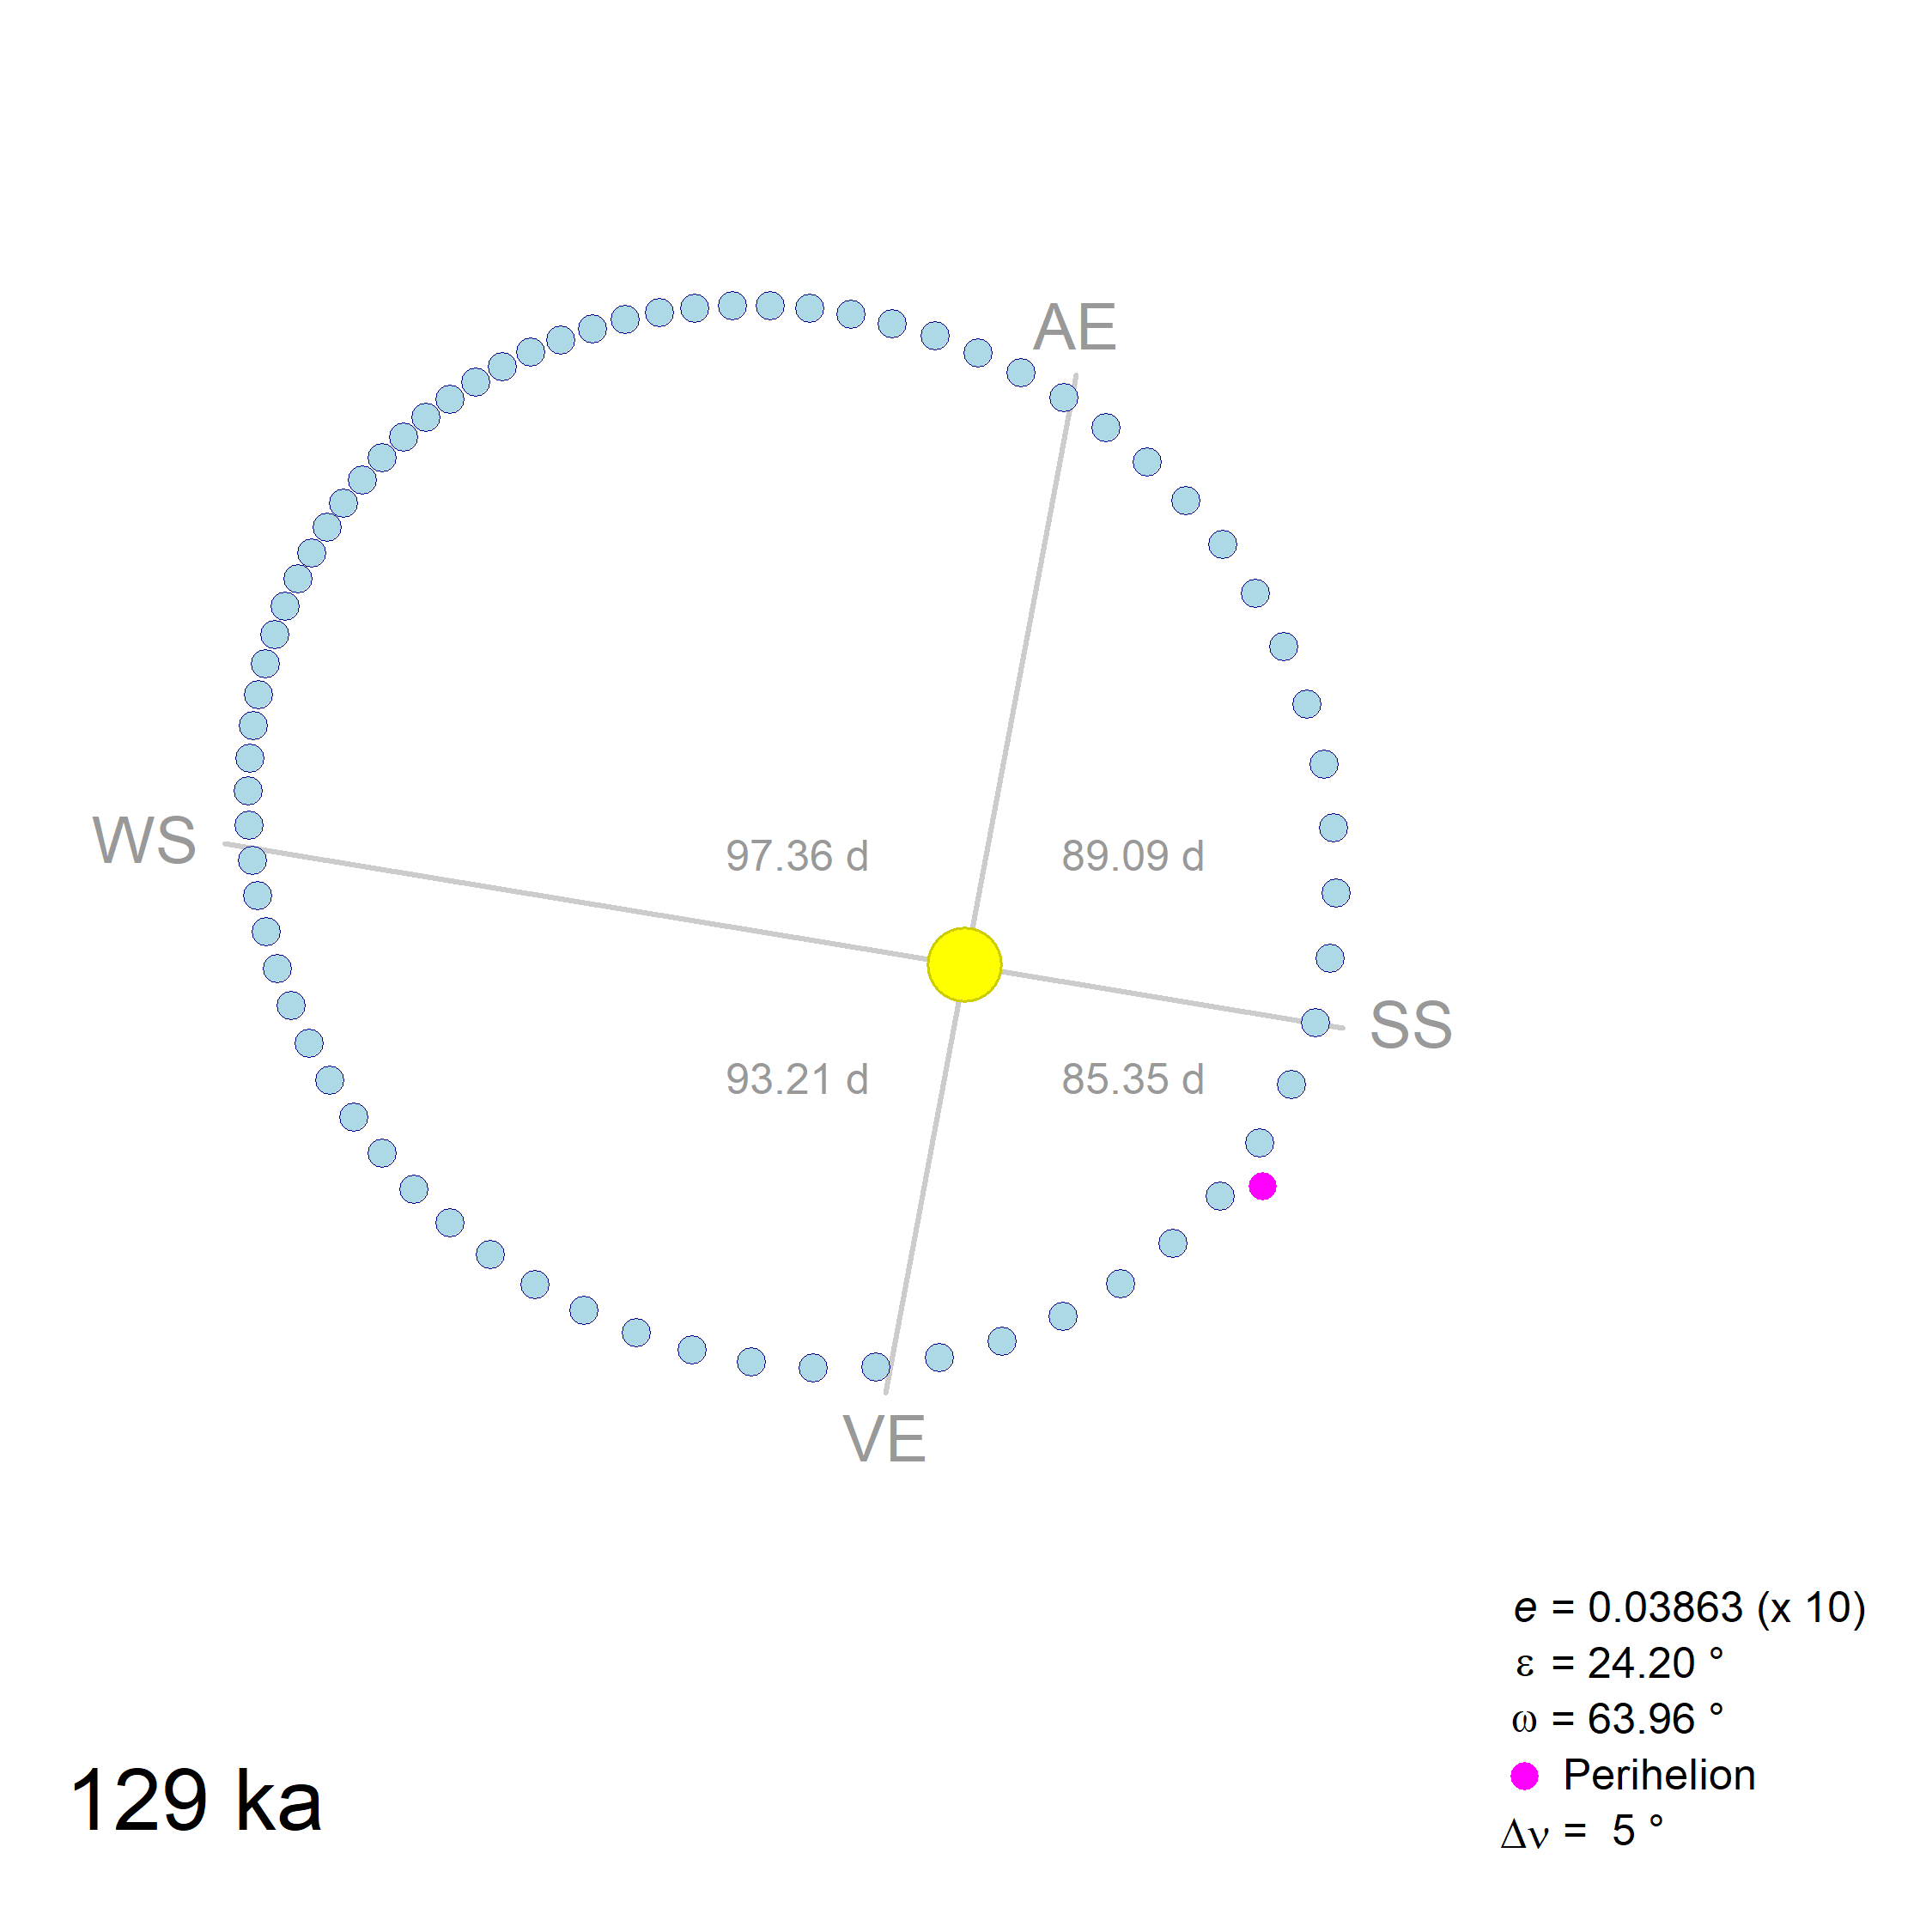 AE
WS
97.36 d
89.09 d
SS
93.21 d
85.35 d
VE
e = 0.03863 (x 10)
ε = 24.20 °
ω = 63.96 °
Perihelion
Δν = 5 °
129 ka